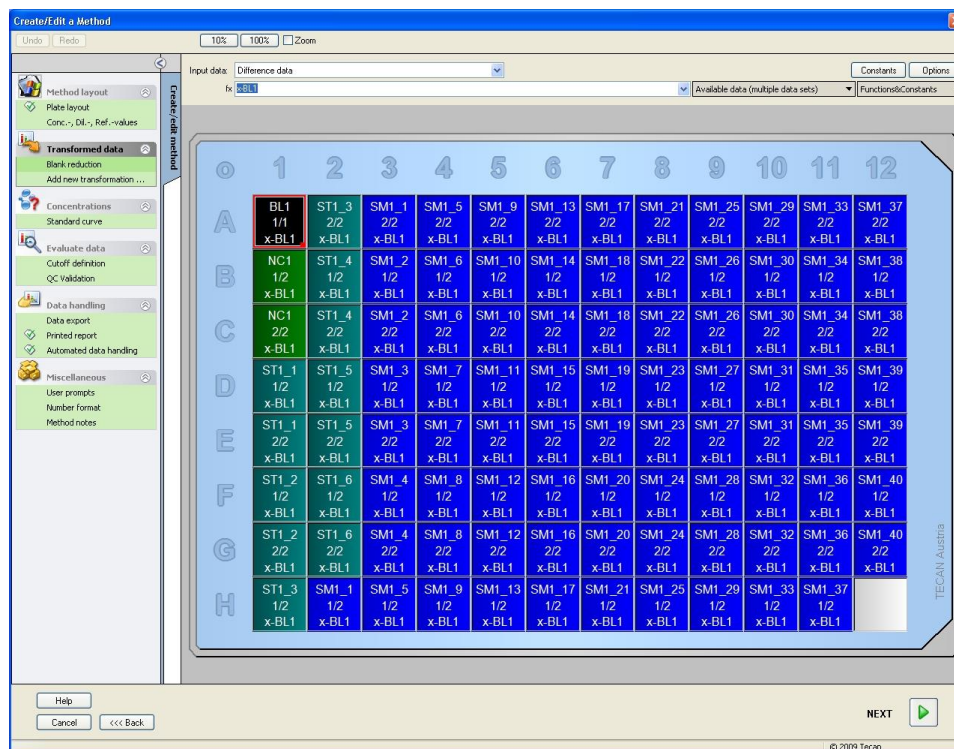 Create/Edit a Method
Undo Redo 10% 100% Zoom
Input data: Difference data Constants Options
fx x-BL1 Available data (multiple data sets) Functions&Constants
Create/edit method
Method layout
Plate layout
Conc.-, Dil.-, Ref.-values
Transformed data
Blank reduction
Add new transformation ...
Concentrations
Standard curve
Evaluate data
Cutoff definition
QC Validation
Data handling
Data export
Printed report
Automated data handling
Miscellaneous
User prompts
Number format
Method notes
1 2 3 4 5 6 7 8 9 10 11 12
A
BL1 ST1_3 SM1_1 SM1_5 SM1_9 SM1_13 SM1_17 SM1_21 SM1_25 SM1_29 SM1_33 SM1_37
1/1 2/2 2/2 2/2 2/2 2/2 2/2 2/2 2/2 2/2 2/2 2/2
x-BL1 x-BL1 x-BL1 x-BL1 x-BL1 x-BL1 x-BL1 x-BL1 x-BL1 x-BL1 x-BL1 x-BL1
B
NC1 ST1_4 SM1_2 SM1_6 SM1_10 SM1_14 SM1_18 SM1_22 SM1_26 SM1_30 SM1_34 SM1_38
1/2 1/2 1/2 1/2 1/2 1/2 1/2 1/2 1/2 1/2 1/2 1/2
x-BL1 x-BL1 x-BL1 x-BL1 x-BL1 x-BL1 x-BL1 x-BL1 x-BL1 x-BL1 x-BL1 x-BL1
C
NC1 ST1_4 SM1_2 SM1_6 SM1_10 SM1_14 SM1_18 SM1_22 SM1_26 SM1_30 SM1_34 SM1_38
2/2 2/2 2/2 2/2 2/2 2/2 2/2 2/2 2/2 2/2 2/2 2/2
x-BL1 x-BL1 x-BL1 x-BL1 x-BL1 x-BL1 x-BL1 x-BL1 x-BL1 x-BL1 x-BL1 x-BL1
D
ST1_1 ST1_5 SM1_3 SM1_7 SM1_11 SM1_15 SM1_19 SM1_23 SM1_27 SM1_31 SM1_35 SM1_39
1/2 1/2 1/2 1/2 1/2 1/2 1/2 1/2 1/2 1/2 1/2 1/2
x-BL1 x-BL1 x-BL1 x-BL1 x-BL1 x-BL1 x-BL1 x-BL1 x-BL1 x-BL1 x-BL1 x-BL1
E
ST1_1 ST1_5 SM1_3 SM1_7 SM1_11 SM1_15 SM1_19 SM1_23 SM1_27 SM1_31 SM1_35 SM1_39
2/2 2/2 2/2 2/2 2/2 2/2 2/2 2/2 2/2 2/2 2/2 2/2
x-BL1 x-BL1 x-BL1 x-BL1 x-BL1 x-BL1 x-BL1 x-BL1 x-BL1 x-BL1 x-BL1 x-BL1
F
ST1_2 ST1_6 SM1_4 SM1_8 SM1_12 SM1_16 SM1_20 SM1_24 SM1_28 SM1_32 SM1_36 SM1_40
1/2 1/2 1/2 1/2 1/2 1/2 1/2 1/2 1/2 1/2 1/2 1/2
x-BL1 x-BL1 x-BL1 x-BL1 x-BL1 x-BL1 x-BL1 x-BL1 x-BL1 x-BL1 x-BL1 x-BL1
G
ST1_2 ST1_6 SM1_4 SM1_8 SM1_12 SM1_16 SM1_20 SM1_24 SM1_28 SM1_32 SM1_36 SM1_40
2/2 2/2 2/2 2/2 2/2 2/2 2/2 2/2 2/2 2/2 2/2 2/2
x-BL1 x-BL1 x-BL1 x-BL1 x-BL1 x-BL1 x-BL1 x-BL1 x-BL1 x-BL1 x-BL1 x-BL1
H
ST1_3 SM1_1 SM1_5 SM1_9 SM1_13 SM1_17 SM1_21 SM1_25 SM1_29 SM1_33 SM1_37
1/2 1/2 1/2 1/2 1/2 1/2 1/2 1/2 1/2 1/2 1/2
x-BL1 x-BL1 x-BL1 x-BL1 x-BL1 x-BL1 x-BL1 x-BL1 x-BL1 x-BL1 x-BL1
TECAN Austria
Help
Cancel <<< Back
NEXT
© 2009 Tecan